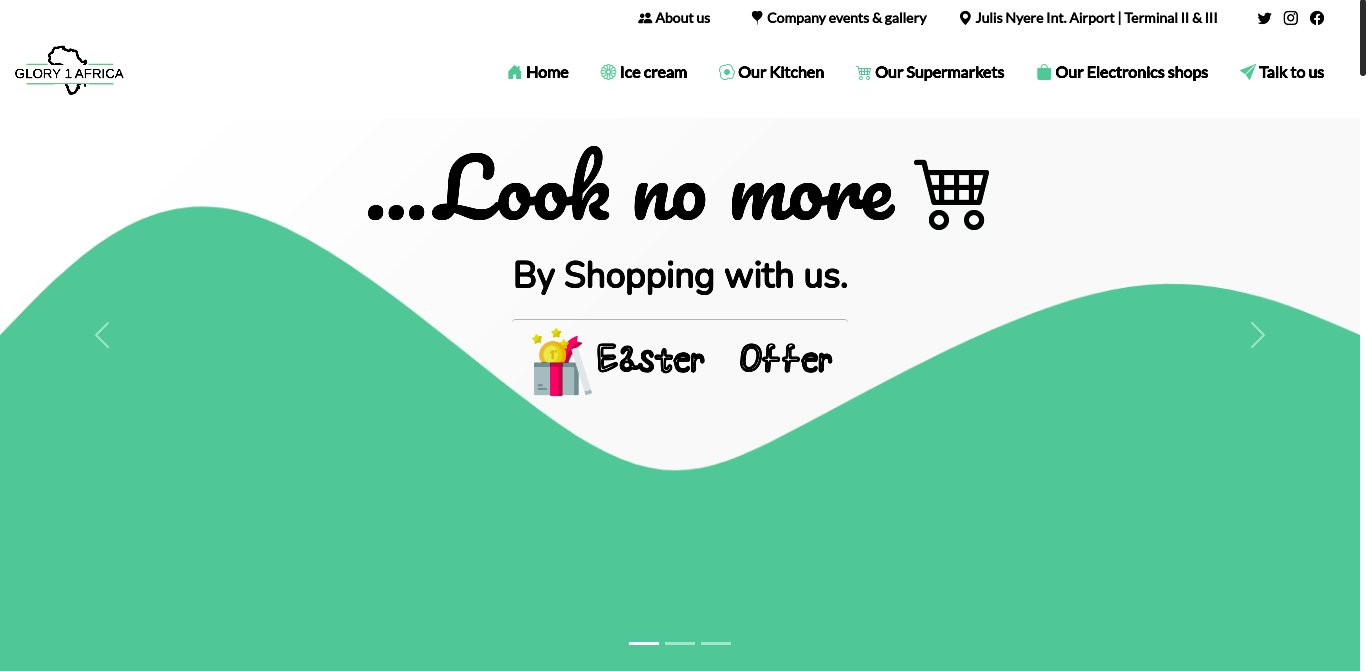 About us
Company events & gallery
Julis Nyere Int. Airport | Terminal II & III
GLORY 1 AFRICA
Home
Ice cream
Our Kitchen
Our Supermarkets
Our Electronics shops
Talk to us
...Look no more
By Shopping with us.
Easter Offer